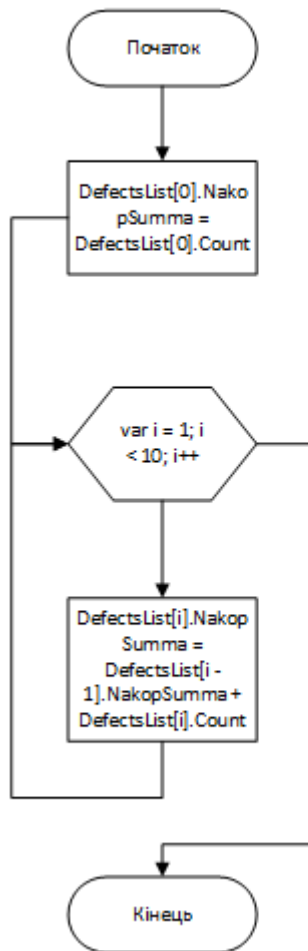 Початок
DefectsList[0].Nako
pSumma =
DefectsList[0].Count
var i = 1; i
< 10; i++
DefectsList[i].Nakop
Summa =
DefectsList[i -
1].NakopSumma +
DefectsList[i].Count
Кінець